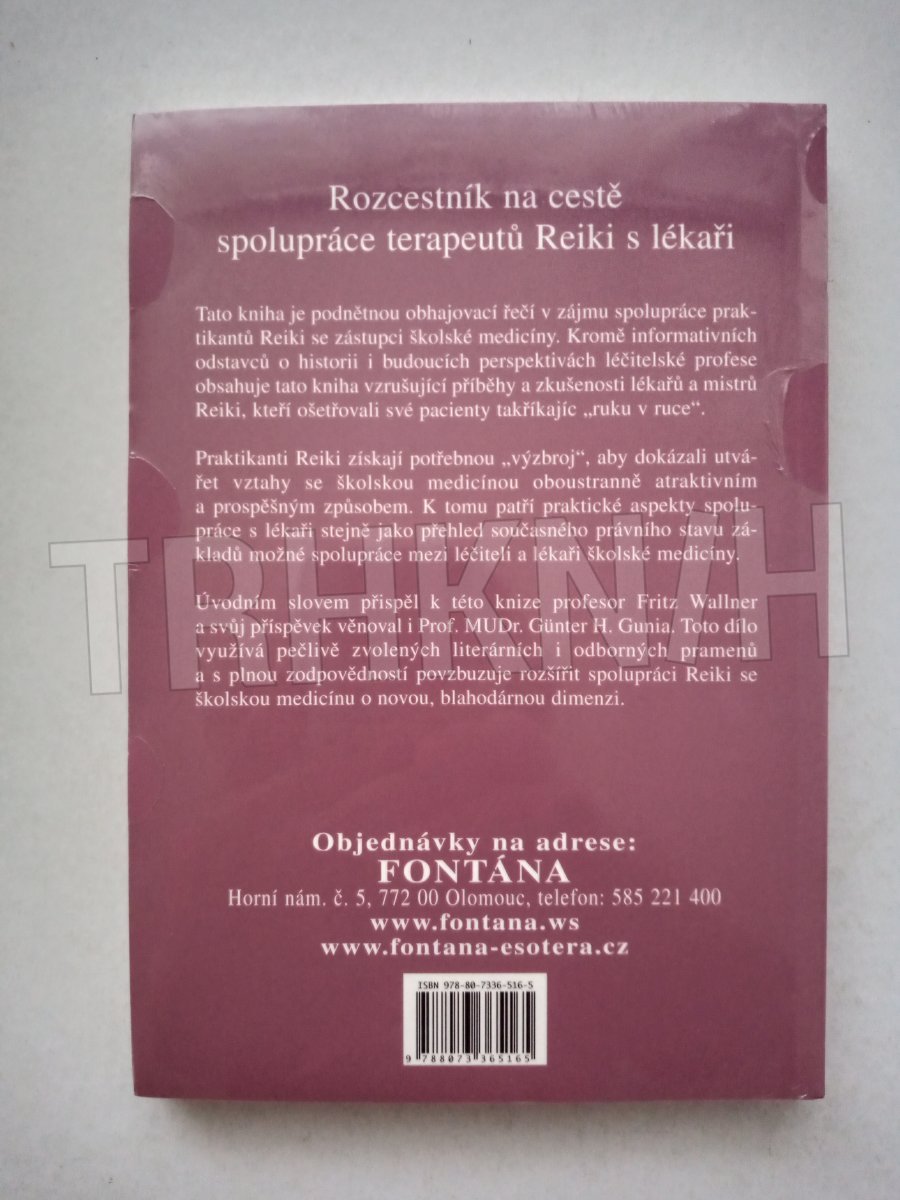 Rozcestník na cestě
spolupráce terapeutů Reiki s lékaři
Tato kniha je podnětnou obhajovací řečí v zájmu spolupráce prak-
tikantů Reiki se zástupci školské medicíny. Kromě informativních
odstavců o historii i budoucích perspektivách léčitelské profese
obsahuje tato kniha vzrušující příběhy a zkušenosti lékařů a mistrů
Reiki, kteří ošetřovali své pacienty takříkajíc „ruku v ruce“.
Praktikanti Reiki získají potřebnou „výzbroj“, aby dokázali utvá-
řet vztahy se školskou medicínou oboustranně atraktivním
a prospěšným způsobem. K tomu patří praktické aspekty spolu-
práce s lékaři stejně jako přehled současného právního stavu zá-
kladů možné spolupráce mezi léčiteli a lékaři školské medicíny.
TRHKNIH
Úvodním slovem přispěl k této knize profesor Fritz Wallner
a svůj příspěvek věnoval i Prof. MUDr. Günter H. Gunia. Toto dílo
využívá pečlivě zvolených literárních i odborných pramenů
a s plnou zodpovědností povzbuzuje rozšířit spolupráci Reiki se
školskou medicínu o novou, blahodárnou dimenzi.
Objednávky na adrese:
FONTÁNA
Horní nám. č. 5, 772 00 Olomouc, telefon: 585 221 400
www.fontana.ws
www.fontana-esotera.cz
ISBN 978-80-7336-516-5
9 788073 365165